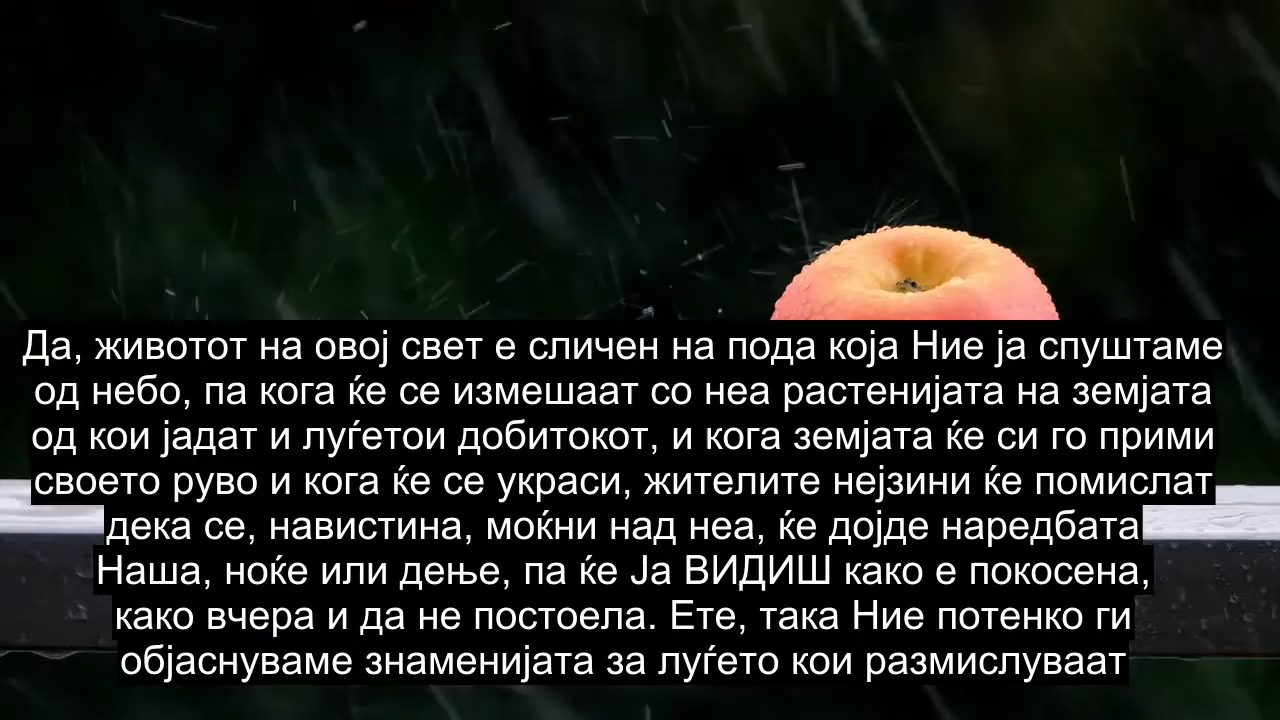 Да, животот на овој свет е сличен на пода која Ние ја спуштаме
од небо, па кога ќе се измешаат со неа растенијата на земјата
од кои јадат и луѓетои добитокот, и кога земјата ќе си го прими
своето руво и кога ќе се украси, жителите нејзини ќе помислат
дека се, навистина, моќни над неа, ќе дојде наредбата
Наша, ноќе или дење, па ќе Ја ВИДИШ како е покосена,
како вчера и да не постоела. Ете, така Ние потенко ги
објаснуваме знаменијата за луѓето кои размислуваат